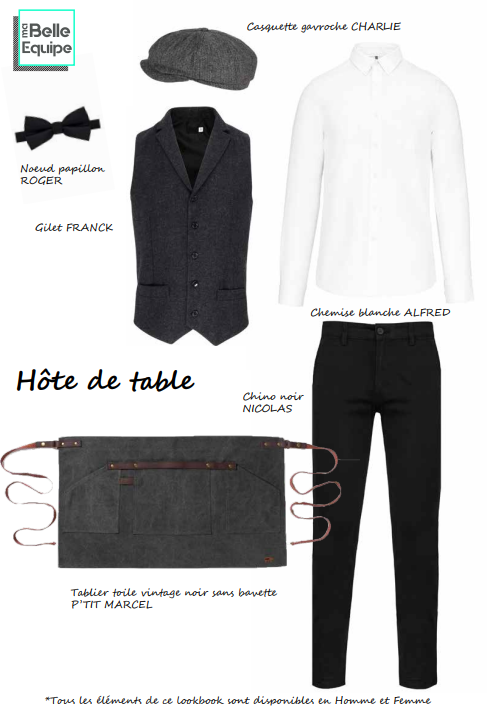 ma
Belle
Equipe
Casquette gavroche CHARLIE
Noeud papillon
ROGER
Gilet FRANCK
Chemise blanche ALFRED
Hôte de table
Chino noir
NICOLAS
Tablier toile vintage noir sans bavette
P'TIT MARCEL
*Tous les éléments de ce lookbook sont disponibles en Homme et Femme